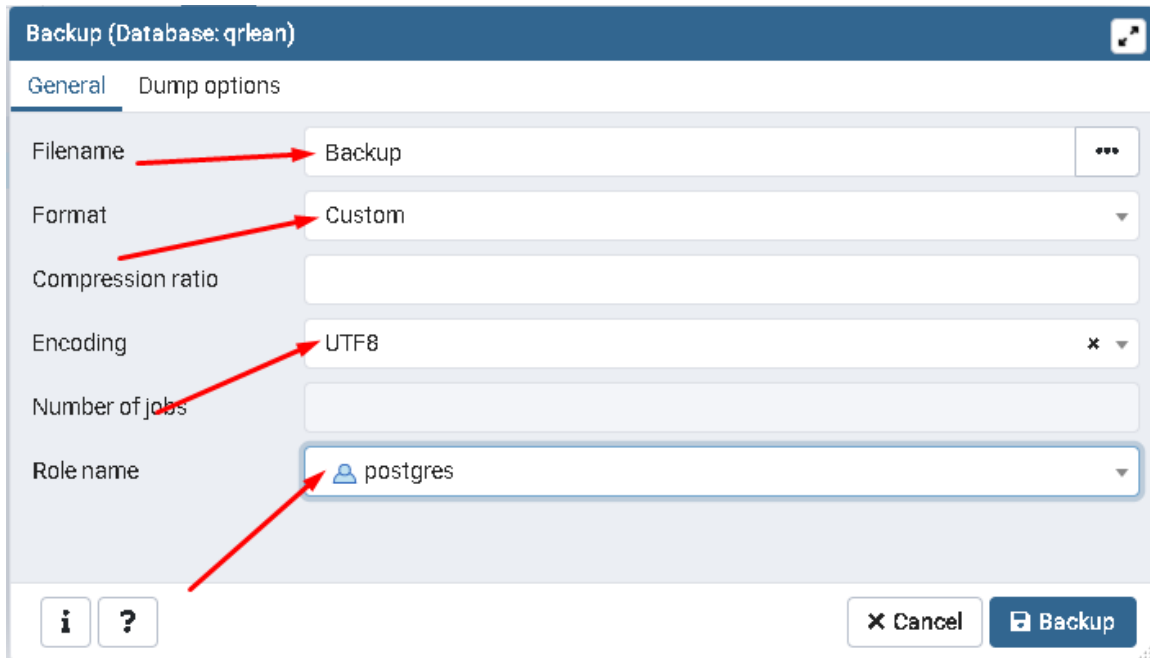 Backup (Database: qrlean)
General Dump options
Filename Backup
Format Custom
Compression ratio
Encoding UTF8
Number of jobs
Role name postgres
i ? Cancel Backup